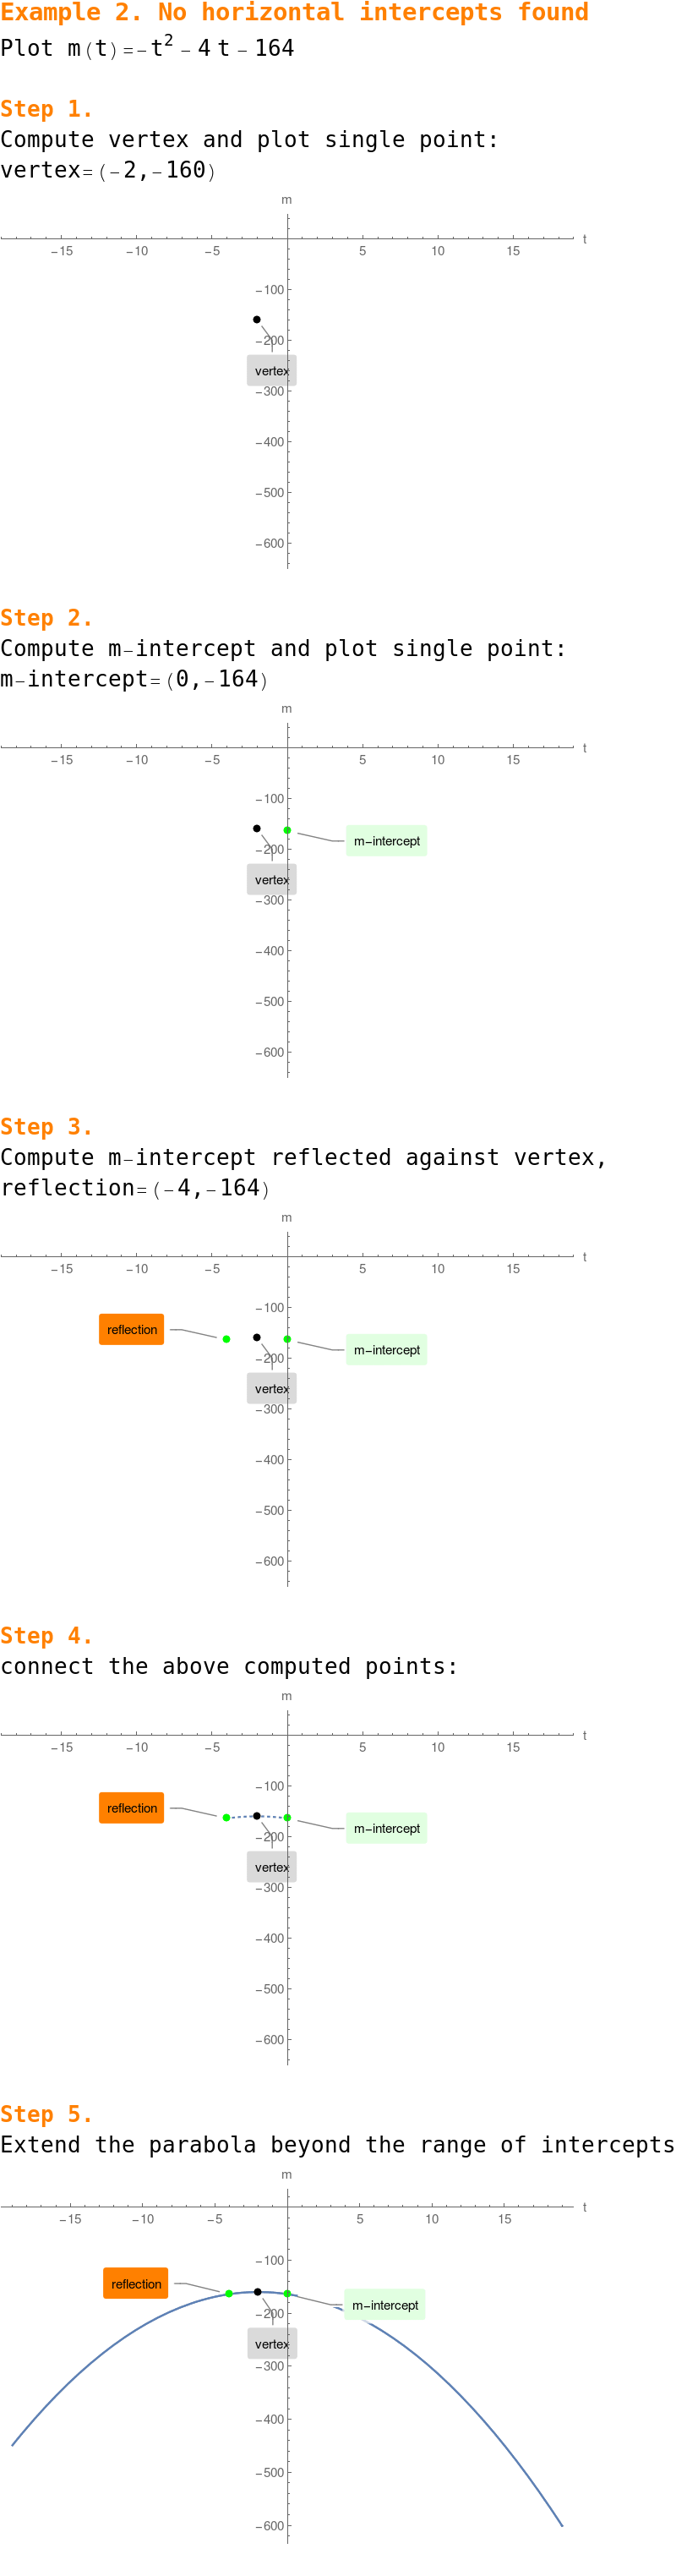 Example 2. No horizontal intercepts found
Plot m(t)=-t² - 4 t - 164
Step 1.
Compute vertex and plot single point:
vertex=(-2,-160)
m
t
-15 -10 -5 5 10 15
-100
-200
vertex
-300
-400
-500
-600
Step 2.
Compute m-intercept and plot single point:
m-intercept=(0,-164)
m
t
-15 -10 -5 5 10 15
-100
m-intercept
-200
vertex
-300
-400
-500
-600
Step 3.
Compute m-intercept reflected against vertex,
reflection=(-4,-164)
m
t
-15 -10 -5 5 10 15
-100
reflection
m-intercept
-200
vertex
-300
-400
-500
-600
Step 4.
connect the above computed points:
m
t
-15 -10 -5 5 10 15
-100
reflection
m-intercept
-200
vertex
-300
-400
-500
-600
Step 5.
Extend the parabola beyond the range of intercepts
m
t
-15 -10 -5 5 10 15
-100
reflection
m-intercept
-200
vertex
-300
-400
-500
-600